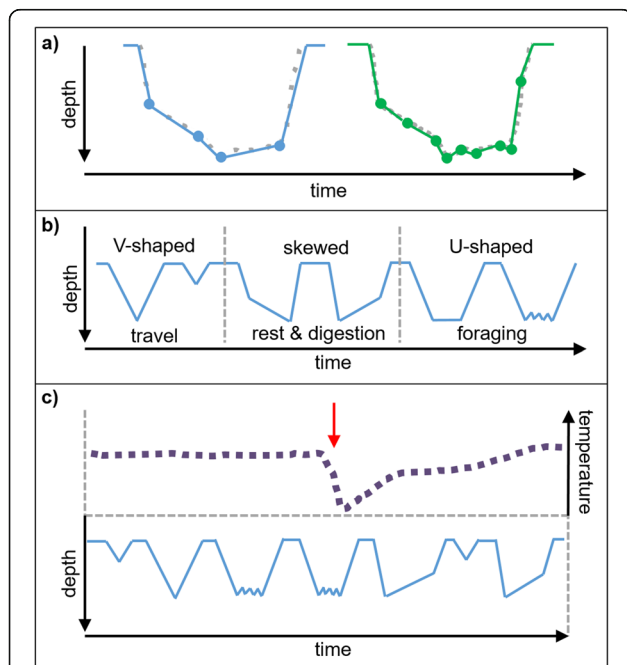 a)
depth
time
b)
V-shaped
skewed
U-shaped
depth
travel
rest & digestion
foraging
time
c)
temperature
depth
time